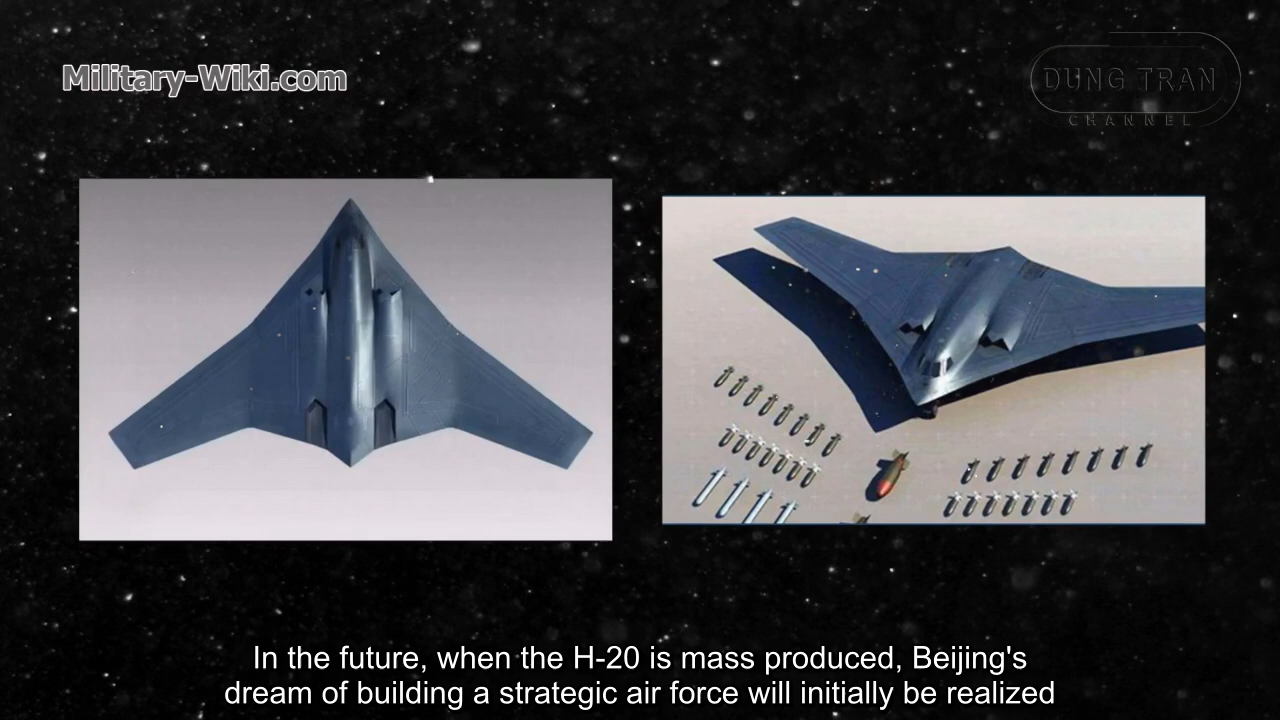 Military-Wiki.com
DUNG TRAN
CHANNEL
In the future, when the H-20 is mass produced, Beijing's
dream of building a strategic air force will initially be realized